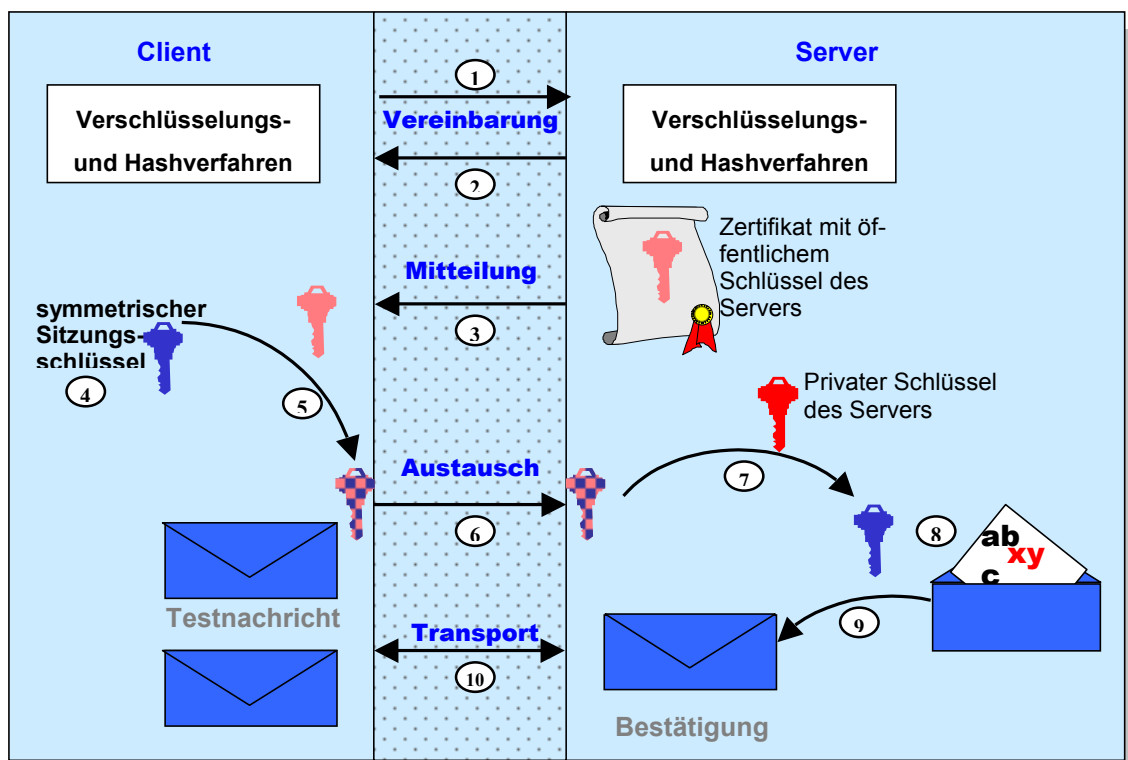 Client
Server
1
Verschlüsselungs-
und Hashverfahren
Vereinbarung
Verschlüsselungs-
und Hashverfahren
2
Zertifikat mit öf-
fentlichem
Schlüssel des
Servers
Mitteilung
3
symmetrischer
Sitzungs-
schlüssel
4
5
Privater Schlüssel
des Servers
Austausch
6
7
8
ab
xy
c
9
Testnachricht
Transport
10
Bestätigung